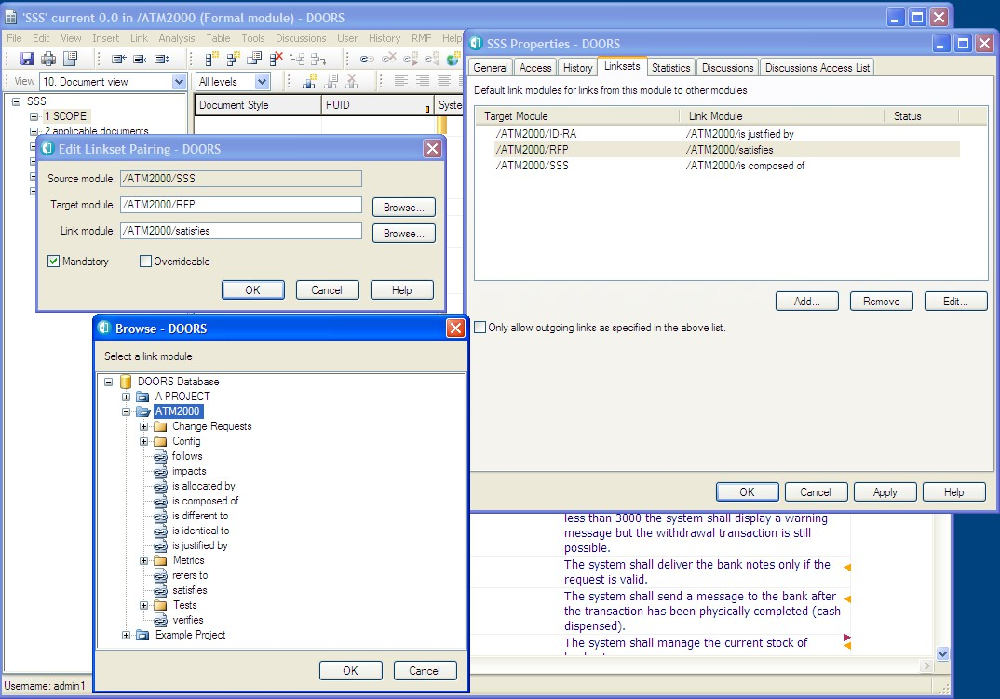 'SSS' current 0.0 in /ATM2000 (Formal module) - DOORS
File Edit View Insert Link Analysis Table Tools Discussions User History RMF Help
View 10. Document view All levels
SSS
1 SCOPE
2 applicable documents
Document Style PUID Syste
Edit Linkset Pairing - DOORS
Source module: /ATM2000/SSS
Target module: /ATM2000/RFP Browse...
Link module: /ATM2000/satisfies Browse...
Mandatory Overrideable
OK Cancel Help
SSS Properties - DOORS
General Access History Linksets Statistics Discussions Discussions Access List
Default link modules for links from this module to other modules
Target Module Link Module Status
/ATM2000/ID-RA /ATM2000/is justified by
/ATM2000/RFP /ATM2000/satisfies
/ATM2000/SSS /ATM2000/is composed of
Add... Remove Edit...
Only allow outgoing links as specified in the above list.
OK Cancel Apply Help
Browse - DOORS
Select a link module
DOORS Database
A PROJECT
ATM2000
Change Requests
Config
follows
impacts
is allocated by
is composed of
is different to
is identical to
is justified by
Metrics
refers to
satisfies
Tests
verifies
Example Project
OK Cancel
less than 3000 the system shall display a warning
message but the withdrawal transaction is still
possible.
The system shall deliver the bank notes only if the
request is valid.
The system shall send a message to the bank after
the transaction has been physically completed (cash
dispensed).
The system shall manage the current stock of
Username: admin1